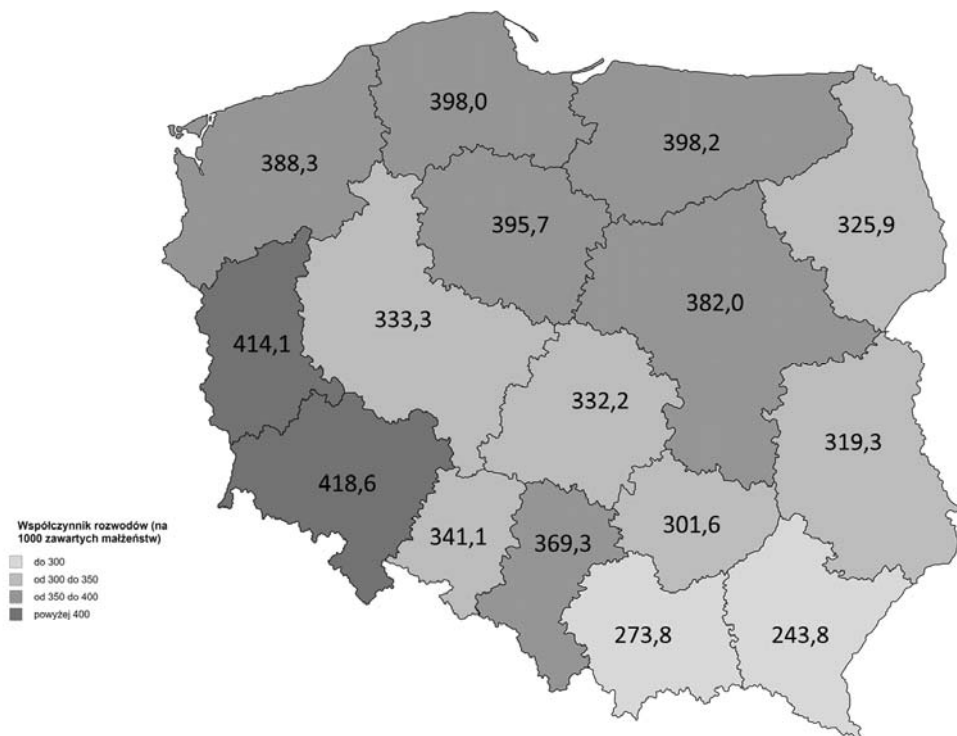 398,0
398,2
388,3
325,9
395,7
382,0
333,3
414,1
332,2
319,3
418,6
301,6
341,1
369,3
273,8
243,8
Współczynnik rozwodów (na
1000 zawartych małżeństw)
do 300
od 300 do 350
od 350 do 400
powyżej 400